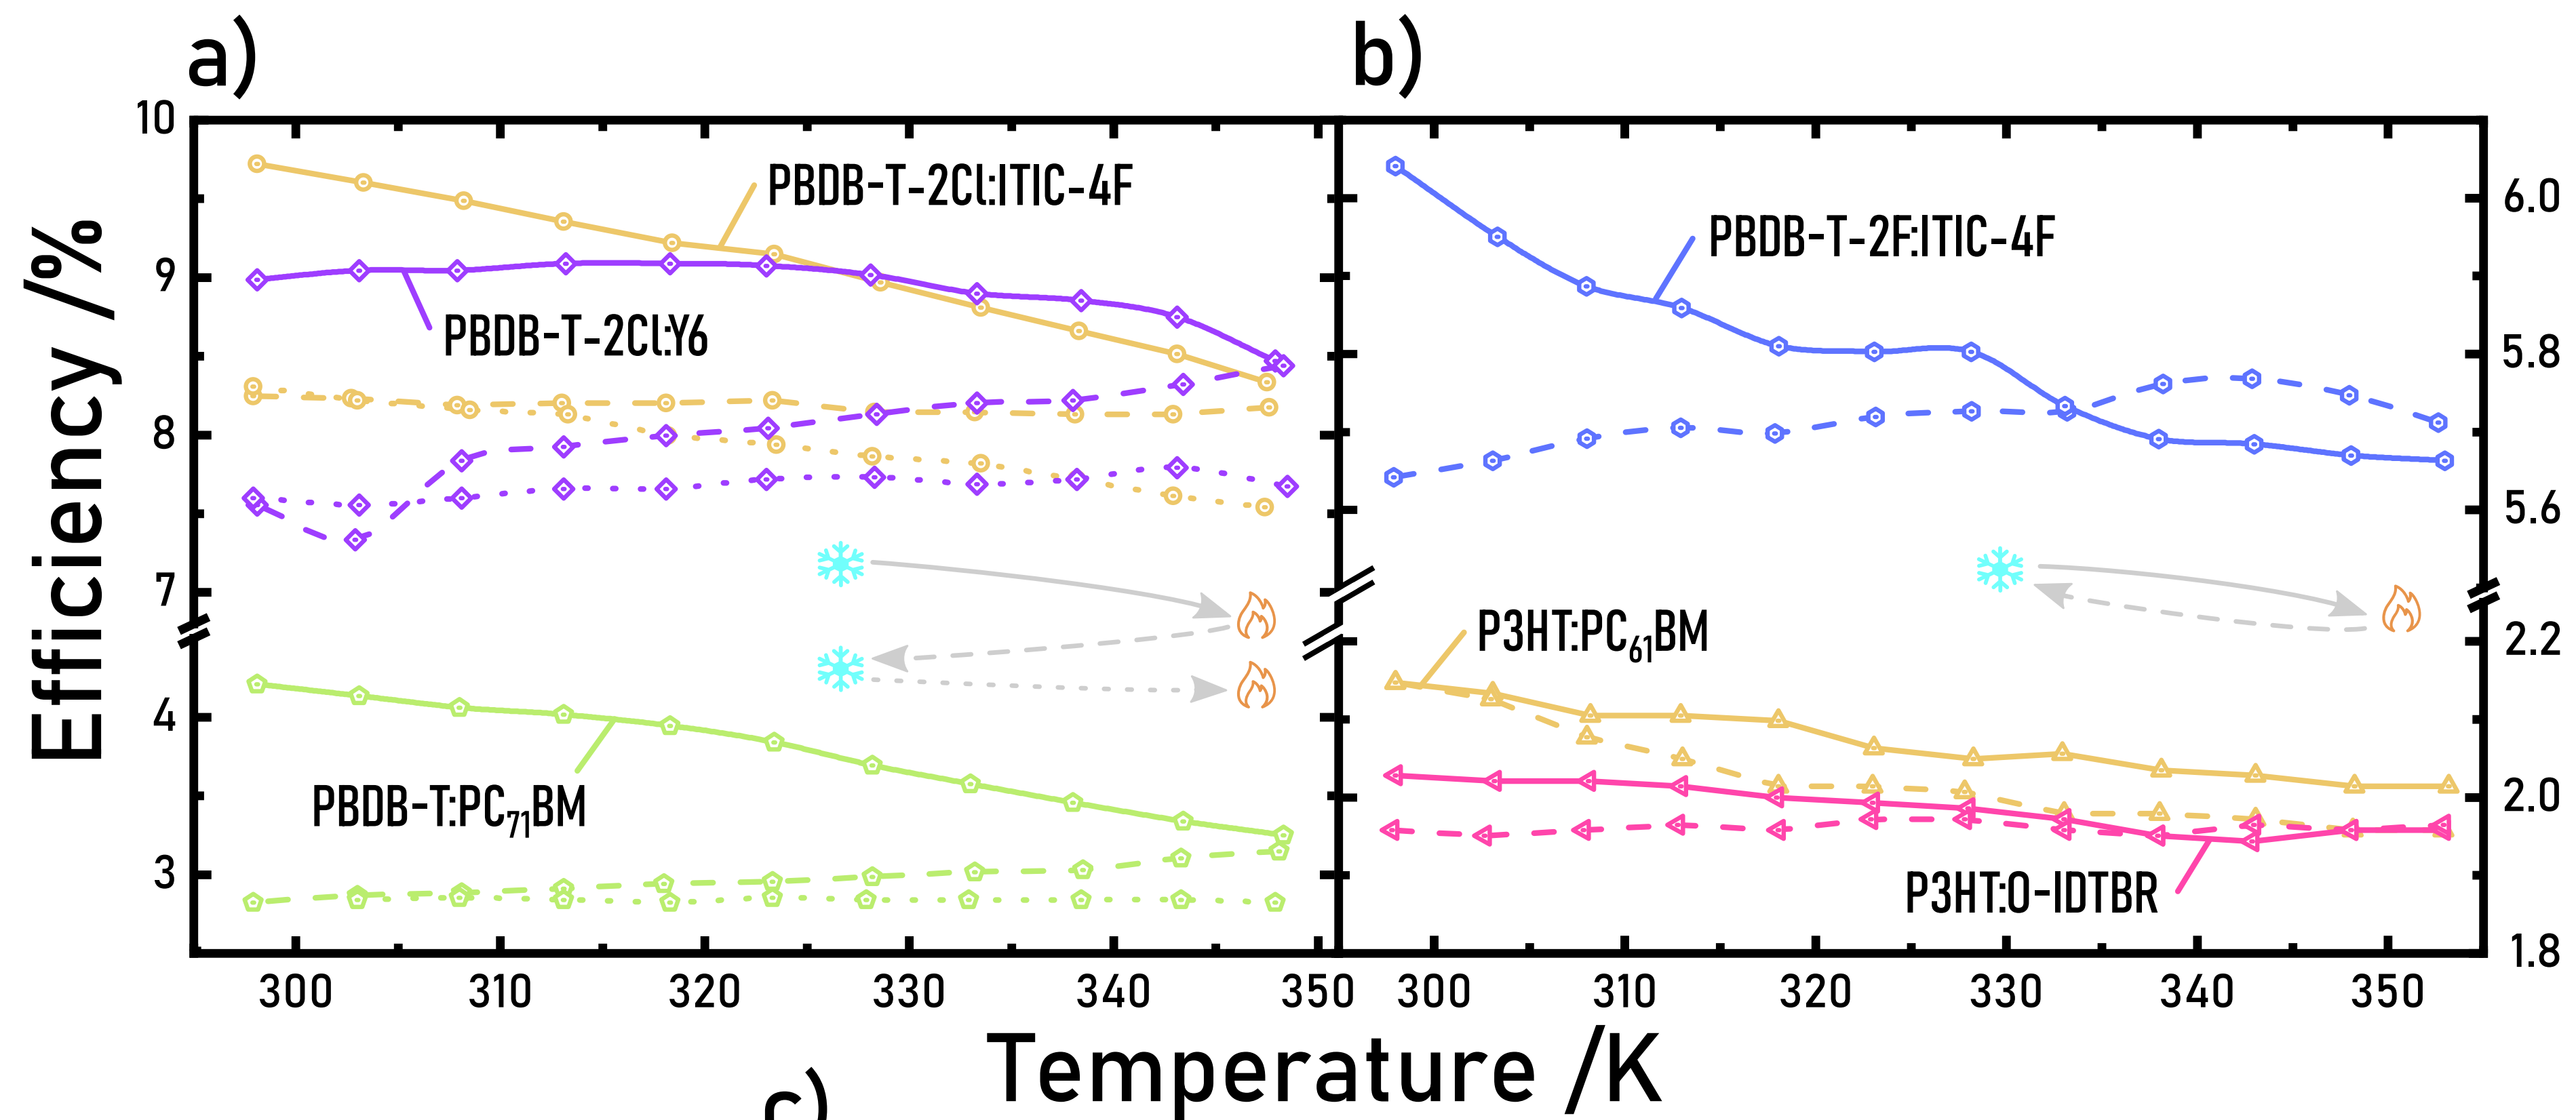 a)
b)
10
9
8
7
4
3
Efficiency /%
PBDB-T-2Cl:ITIC-4F
PBDB-T-2Cl:Y6
PBDB-T:PC71BM
PBDB-T-2F:ITIC-4F
P3HT:PC61BM
P3HT:O-IDTBR
6.0
5.8
5.6
2.2
2.0
1.8
300 310 320 330 340 350
300 310 320 330 340 350
Temperature /K
c)